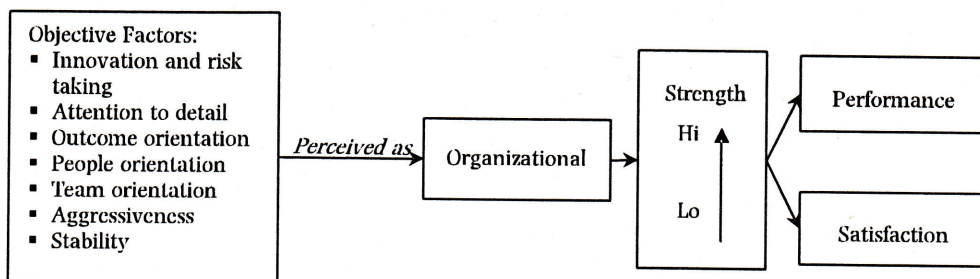 Objective Factors:
▪ Innovation and risk
taking
▪ Attention to detail
▪ Outcome orientation
▪ People orientation
▪ Team orientation
▪ Aggressiveness
▪ Stability
Perceived as
Organizational
Strength
Hi
Lo
Performance
Satisfaction